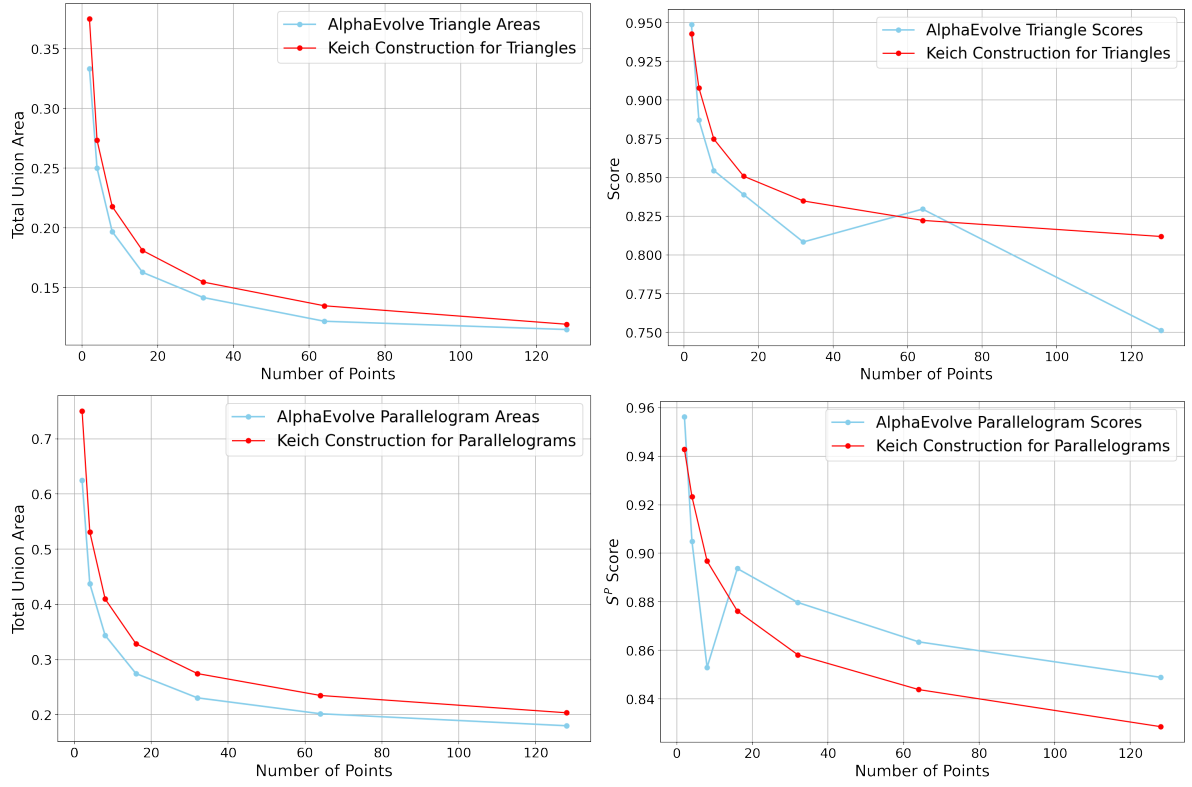 AlphaEvolve Triangle Areas
Keich Construction for Triangles
Total Union Area
0.35
0.30
0.25
0.20
0.15
0 20 40 60 80 100 120
Number of Points
AlphaEvolve Triangle Scores
Keich Construction for Triangles
Score
0.950
0.925
0.900
0.875
0.850
0.825
0.800
0.775
0.750
0 20 40 60 80 100 120
Number of Points
AlphaEvolve Parallelogram Areas
Keich Construction for Parallelograms
Total Union Area
0.7
0.6
0.5
0.4
0.3
0.2
0 20 40 60 80 100 120
Number of Points
AlphaEvolve Parallelogram Scores
Keich Construction for Parallelograms
S^P Score
0.96
0.94
0.92
0.90
0.88
0.86
0.84
0 20 40 60 80 100 120
Number of Points